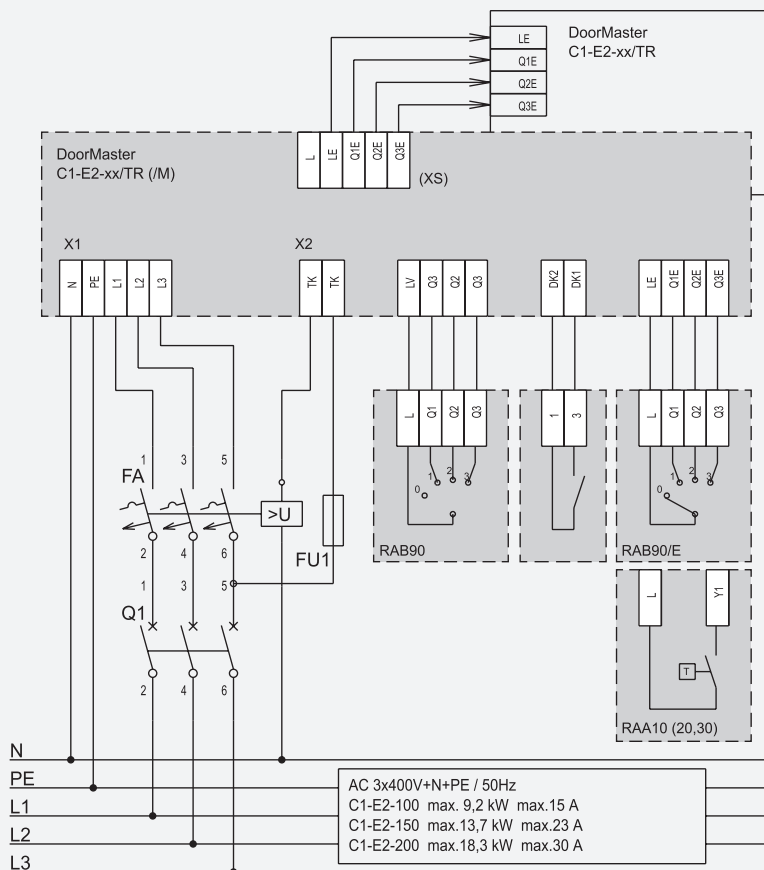 DoorMaster
C1-E2-xx/TR
LE
Q1E
Q2E
Q3E
DoorMaster
C1-E2-xx/TR (/M)
L
LE
Q1E
Q2E
Q3E
(XS)
X1
X2
N
PE
L1
L2
L3
TK
TK
LV
Q3
Q2
Q3
DK2
DK1
LE
Q1E
Q2E
Q3E
L
Q1
Q2
Q3
1
3
L
Q1
Q2
Q3
0
1
2
3
0
1
2
3
RAB90
RAB90/E
1
3
5
FA
>U
FU1
2
4
6
1
3
5
Q1
2
4
6
L
Y1
T
RAA10 (20,30)
N
PE
L1
L2
L3
AC 3x400V+N+PE / 50Hz
C1-E2-100 max. 9,2 kW max.15 A
C1-E2-150 max.13,7 kW max.23 A
C1-E2-200 max.18,3 kW max.30 A